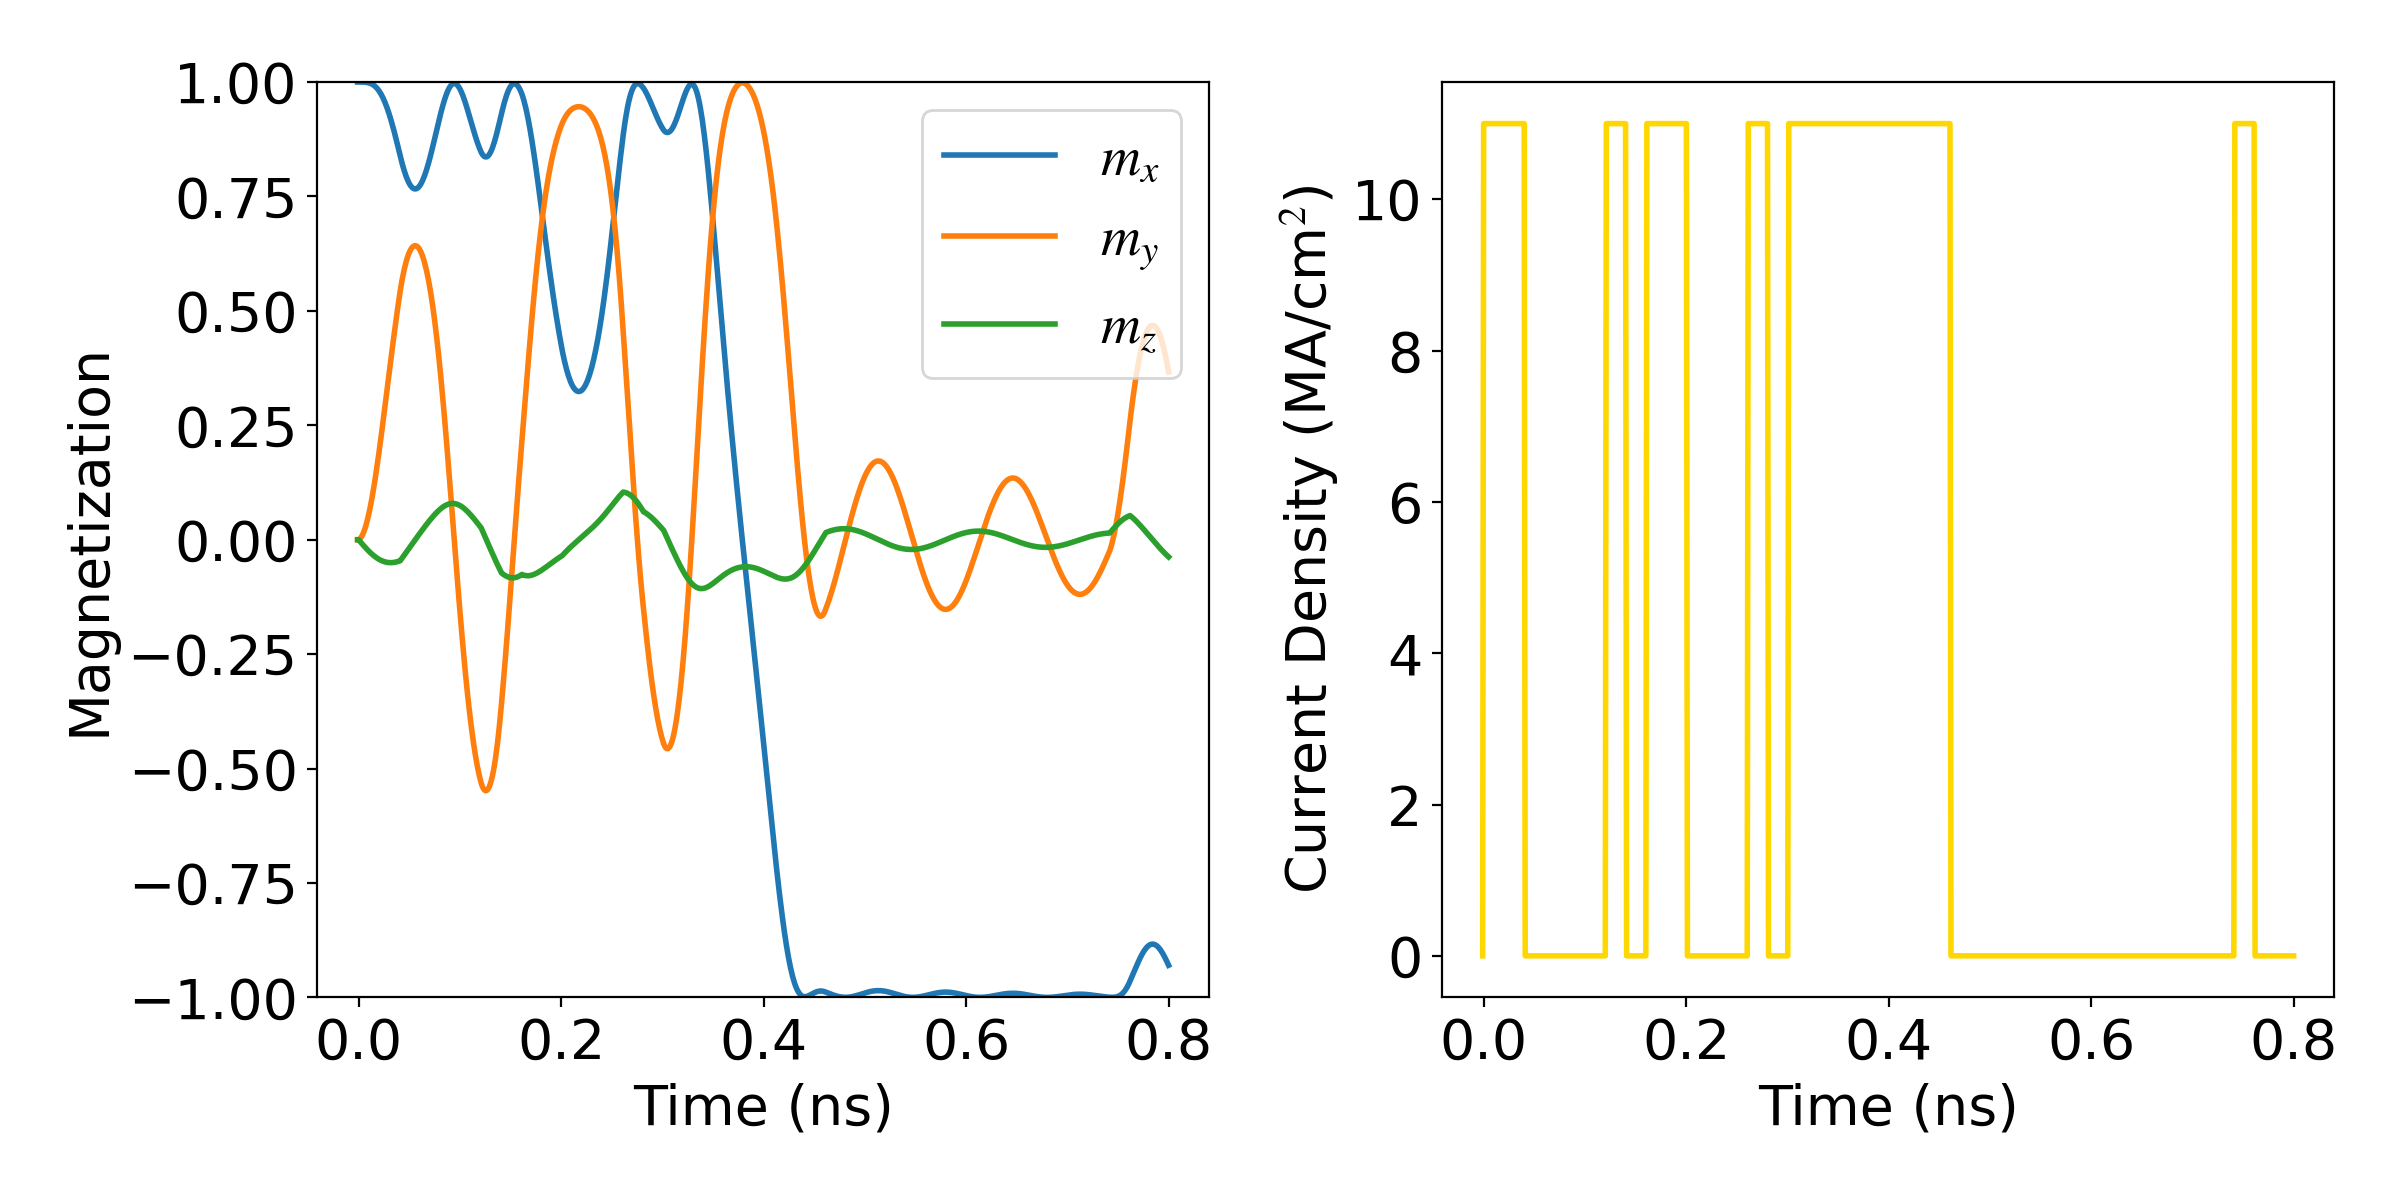 Magnetization
1.00
0.75
0.50
0.25
0.00
−0.25
−0.50
−0.75
−1.00
0.0 0.2 0.4 0.6 0.8
Time (ns)
m_x
m_y
m_z
Current Density (MA/cm²)
10
8
6
4
2
0
0.0 0.2 0.4 0.6 0.8
Time (ns)